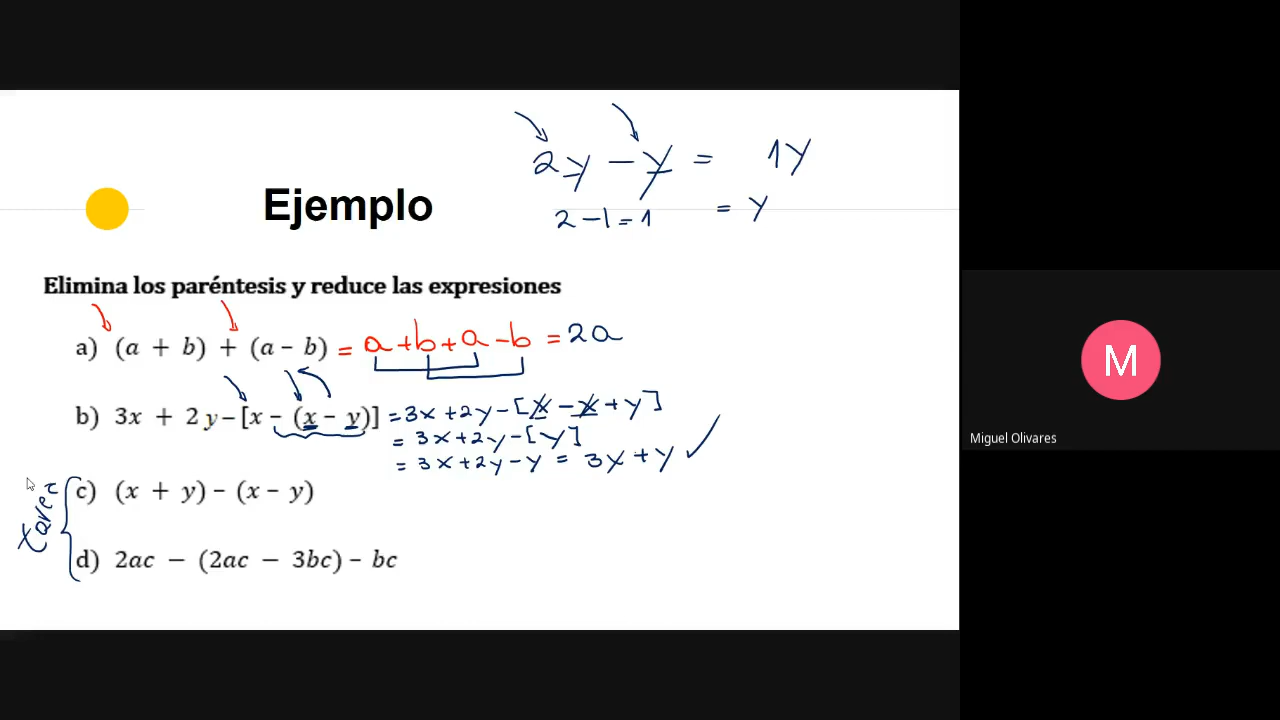 2y - y = 1y
2 - 1 = 1 = y
Ejemplo
Elimina los paréntesis y reduce las expresiones
a) (a + b) + (a - b) = a + b + a - b = 2a
b) 3x + 2y - [x - (x - y)] = 3x + 2y - [x - x + y]
= 3x + 2y - [y]
= 3x + 2y - y = 3x + y ✓
tarea
c) (x + y) - (x - y)
d) 2ac - (2ac - 3bc) - bc
M
Miguel Olivares